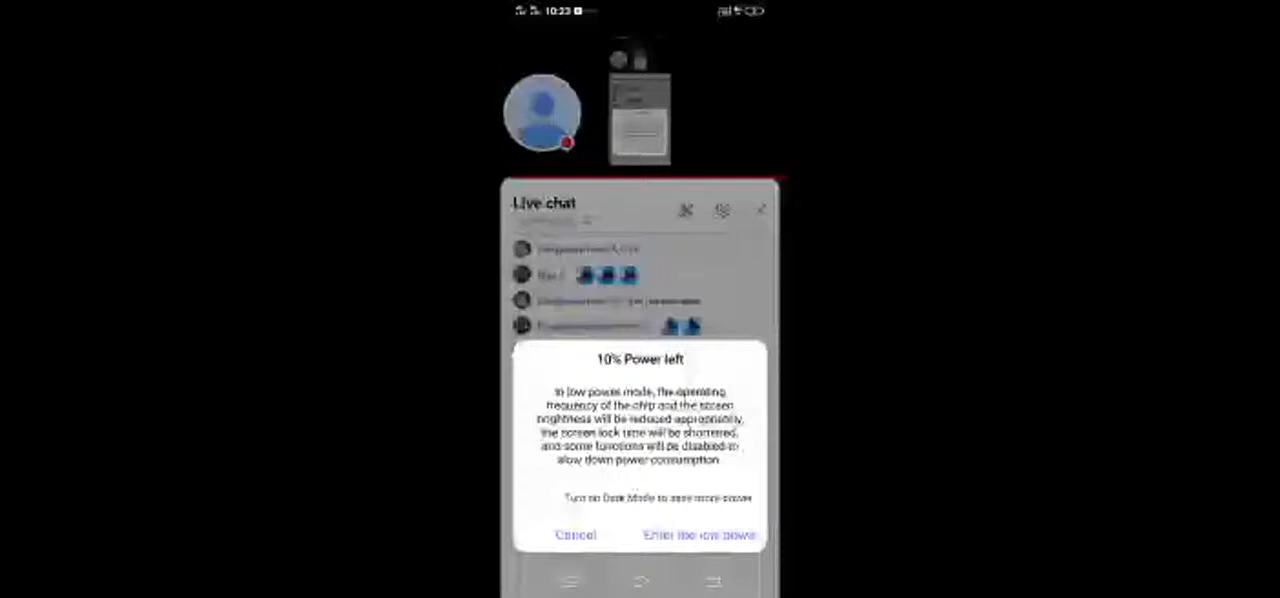 10:23
Live chat
10% Power left
In low power mode, the operating
frequency of the chip and the screen
brightness will be reduced appropriately,
the screen lock time will be shortened,
and some functions will be disabled to
slow down power consumption
Turn on Dark Mode to save more power
Cancel
Enter the low power